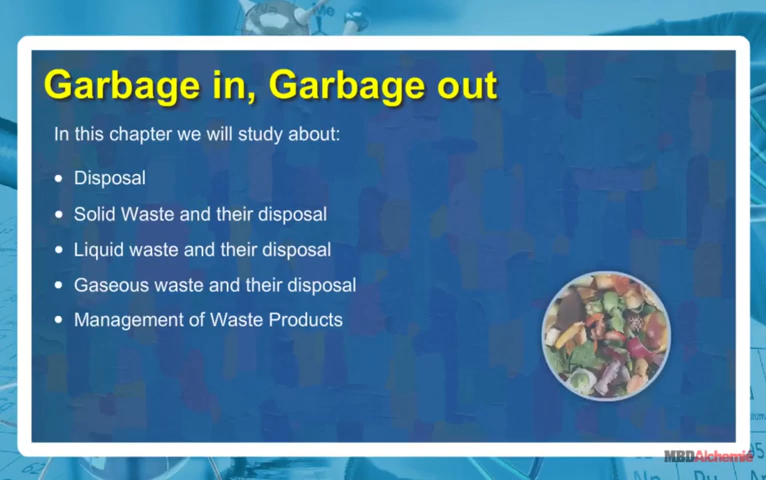 Garbage in, Garbage out
In this chapter we will study about:
• Disposal
• Solid Waste and their disposal
• Liquid waste and their disposal
• Gaseous waste and their disposal
• Management of Waste Products
MBDAlchemie